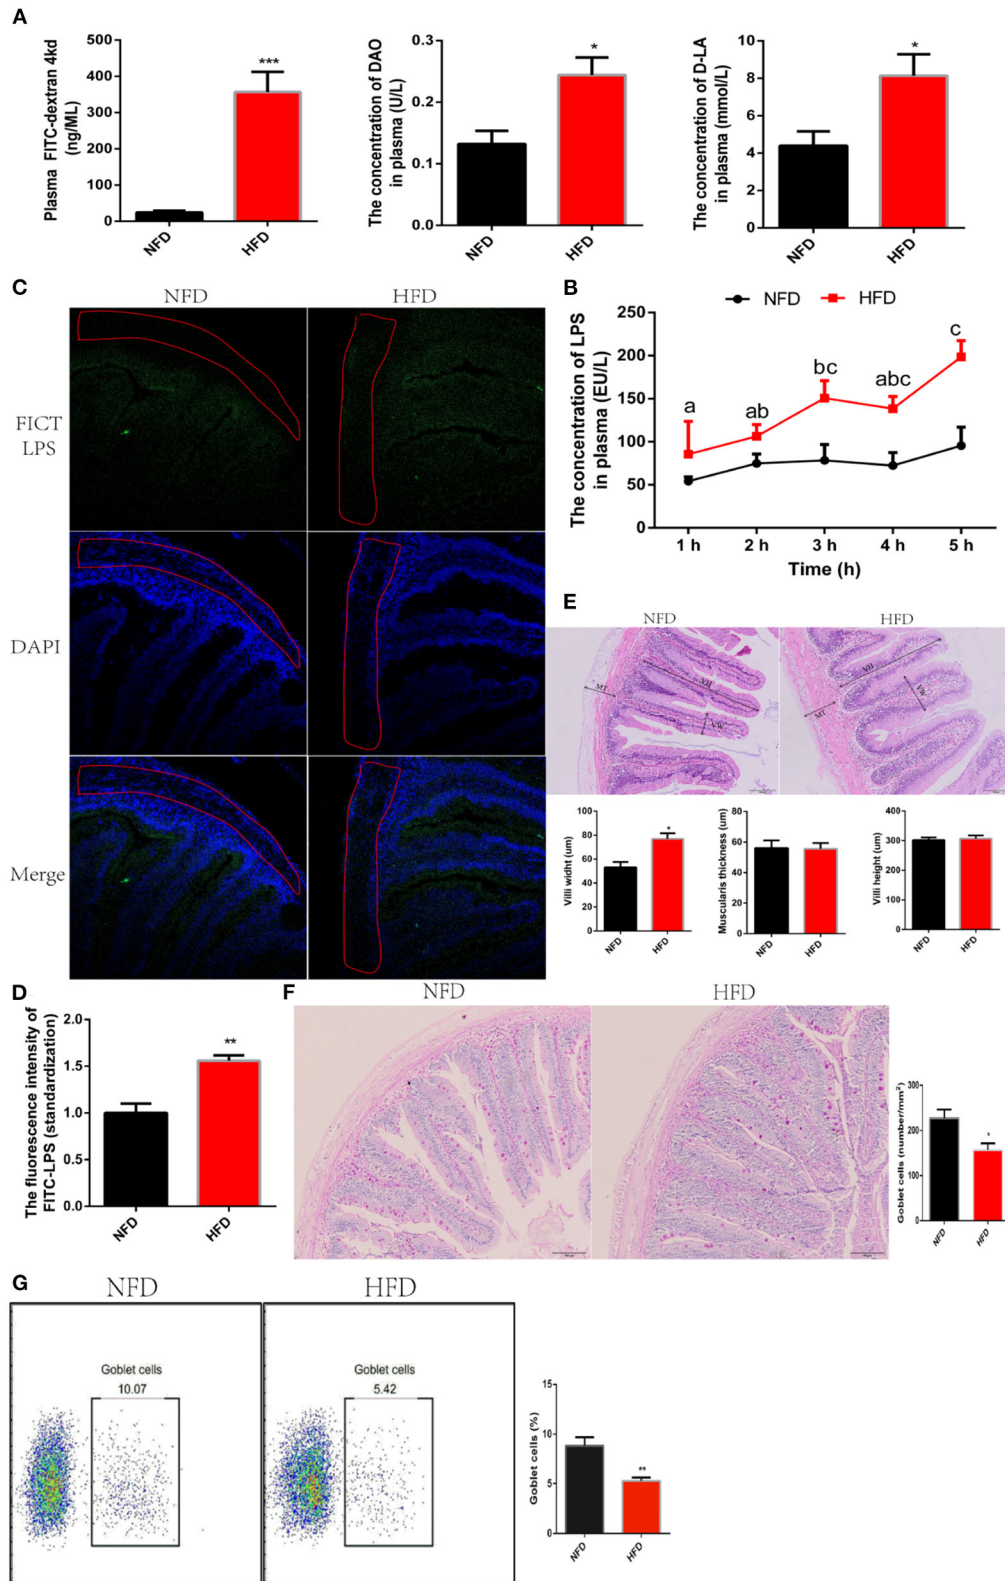 A
Plasma FITC-dextran 4kd
(ng/ML)
500
400
300
200
100
0
***
NFD
HFD
The concentration of DAO
in plasma (U/L)
0.3
0.2
0.1
0.0
*
NFD
HFD
The concentration of D-LA
in plasma (mmol/L)
10
8
6
4
2
0
*
NFD
HFD
C
NFD
HFD
FICT
LPS
DAPI
Merge
B
NFD
HFD
The concentration of LPS
in plasma (EU/L)
250
200
150
100
50
0
a
ab
bc
abc
c
1 h
2 h
3 h
4 h
5 h
Time (h)
E
NFD
HFD
MT
VH
VW
MT
VH
VW
Villi widht (um)
100
80
60
40
20
0
*
NFD
HFD
Muscularis thickness (um)
80
60
40
20
0
NFD
HFD
Villi height (um)
400
300
200
100
0
NFD
HFD
D
The fluorescence intensity of
FITC-LPS (standardization)
2.0
1.5
1.0
0.5
0.0
**
NFD
HFD
F
NFD
HFD
Goblet cells (number/mm²)
300
200
100
0
*
NFD
HFD
G
NFD
HFD
Goblet cells
10.07
Goblet cells
5.42
Goblet cells (%)
15
10
5
0
**
NFD
HFD